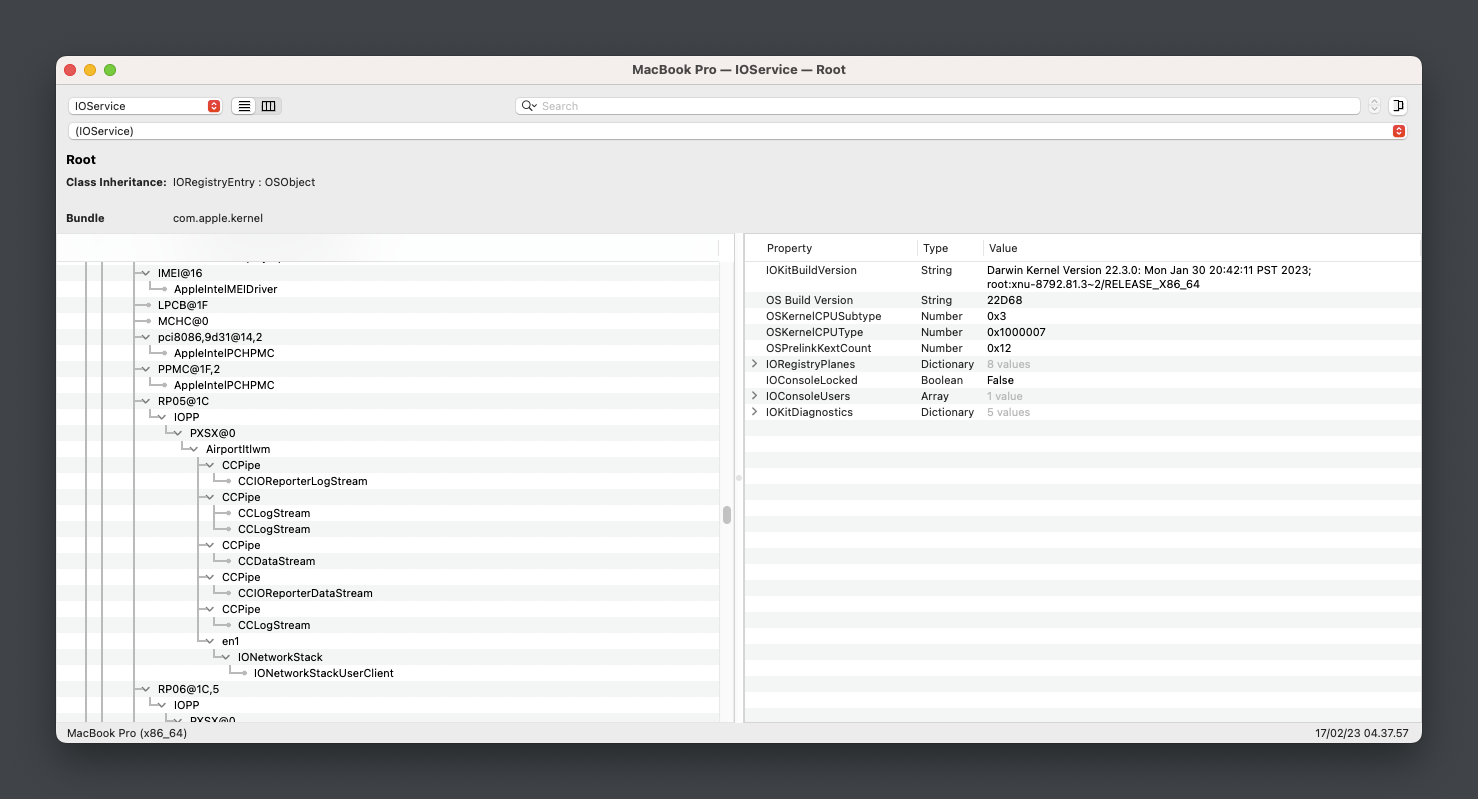 MacBook Pro — IOService — Root
IOService
Search
(IOService)
Root
Class Inheritance: IORegistryEntry : OSObject
Bundle com.apple.kernel
IMEI@16
AppleIntelMEIDriver
LPCB@1F
MCHC@0
pci8086,9d31@14,2
AppleIntelPCHPMC
PPMC@1F,2
AppleIntelPCHPMC
RP05@1C
IOPP
PXSX@0
AirportItlwm
CCPipe
CCIOReporterLogStream
CCPipe
CCLogStream
CCLogStream
CCPipe
CCDataStream
CCPipe
CCIOReporterDataStream
CCPipe
CCLogStream
en1
IONetworkStack
IONetworkStackUserClient
RP06@1C,5
IOPP
PXSX@0
Property Type Value
IOKitBuildVersion String Darwin Kernel Version 22.3.0: Mon Jan 30 20:42:11 PST 2023;
root:xnu-8792.81.3~2/RELEASE_X86_64
OS Build Version String 22D68
OSKernelCPUSubtype Number 0x3
OSKernelCPUType Number 0x1000007
OSPrelinkKextCount Number 0x12
IORegistryPlanes Dictionary 8 values
IOConsoleLocked Boolean False
IOConsoleUsers Array 1 value
IOKitDiagnostics Dictionary 5 values
MacBook Pro (x86_64)
17/02/23 04.37.57